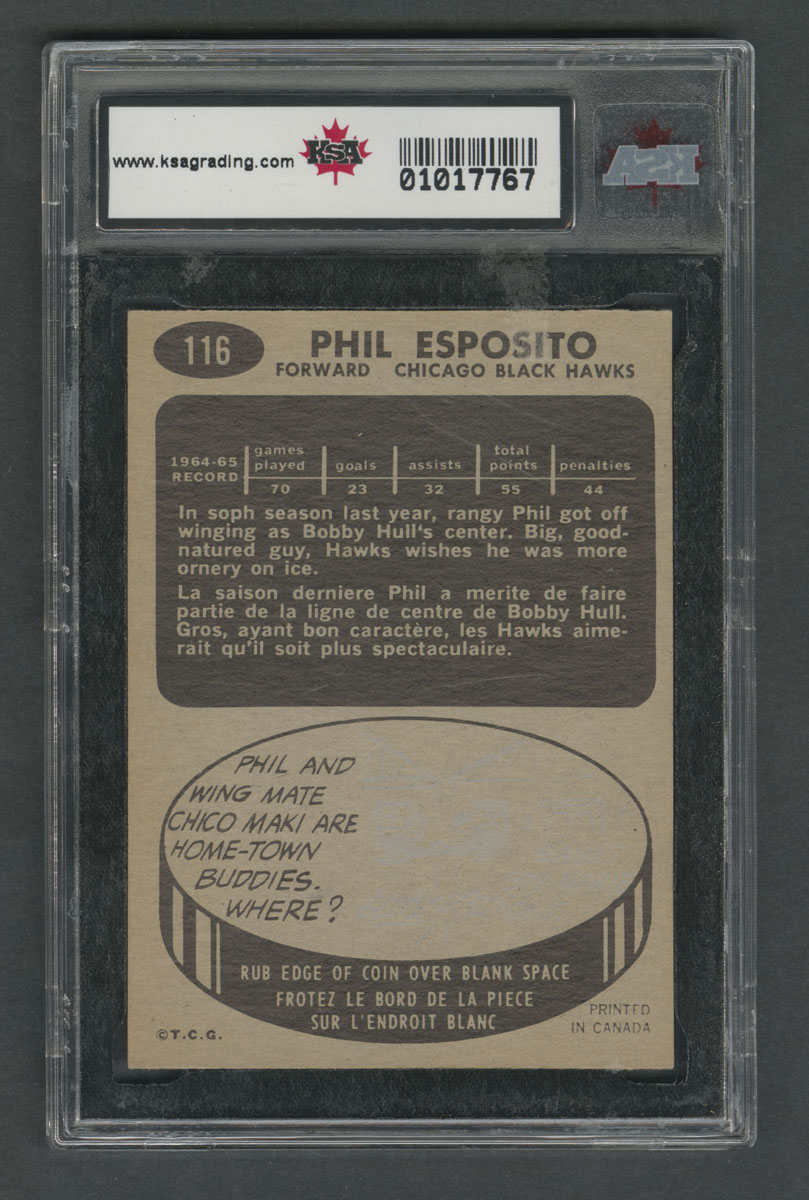 www.ksagrading.com
KSA
01017767
KSA
116
PHIL ESPOSITO
FORWARD CHICAGO BLACK HAWKS
1964-65 RECORD
games played goals assists total points penalties
70 23 32 55 44
In soph season last year, rangy Phil got off
winging as Bobby Hull's center. Big, good-
natured guy, Hawks wishes he was more
ornery on ice.
La saison derniere Phil a merite de faire
partie de la ligne de centre de Bobby Hull.
Gros, ayant bon caractère, les Hawks aime-
rait qu'il soit plus spectaculaire.
PHIL AND
WING MATE
CHICO MAKI ARE
HOME-TOWN
BUDDIES.
WHERE?
RUB EDGE OF COIN OVER BLANK SPACE
FROTEZ LE BORD DE LA PIECE
SUR L'ENDROIT BLANC
PRINTED
IN CANADA
©T.C.G.